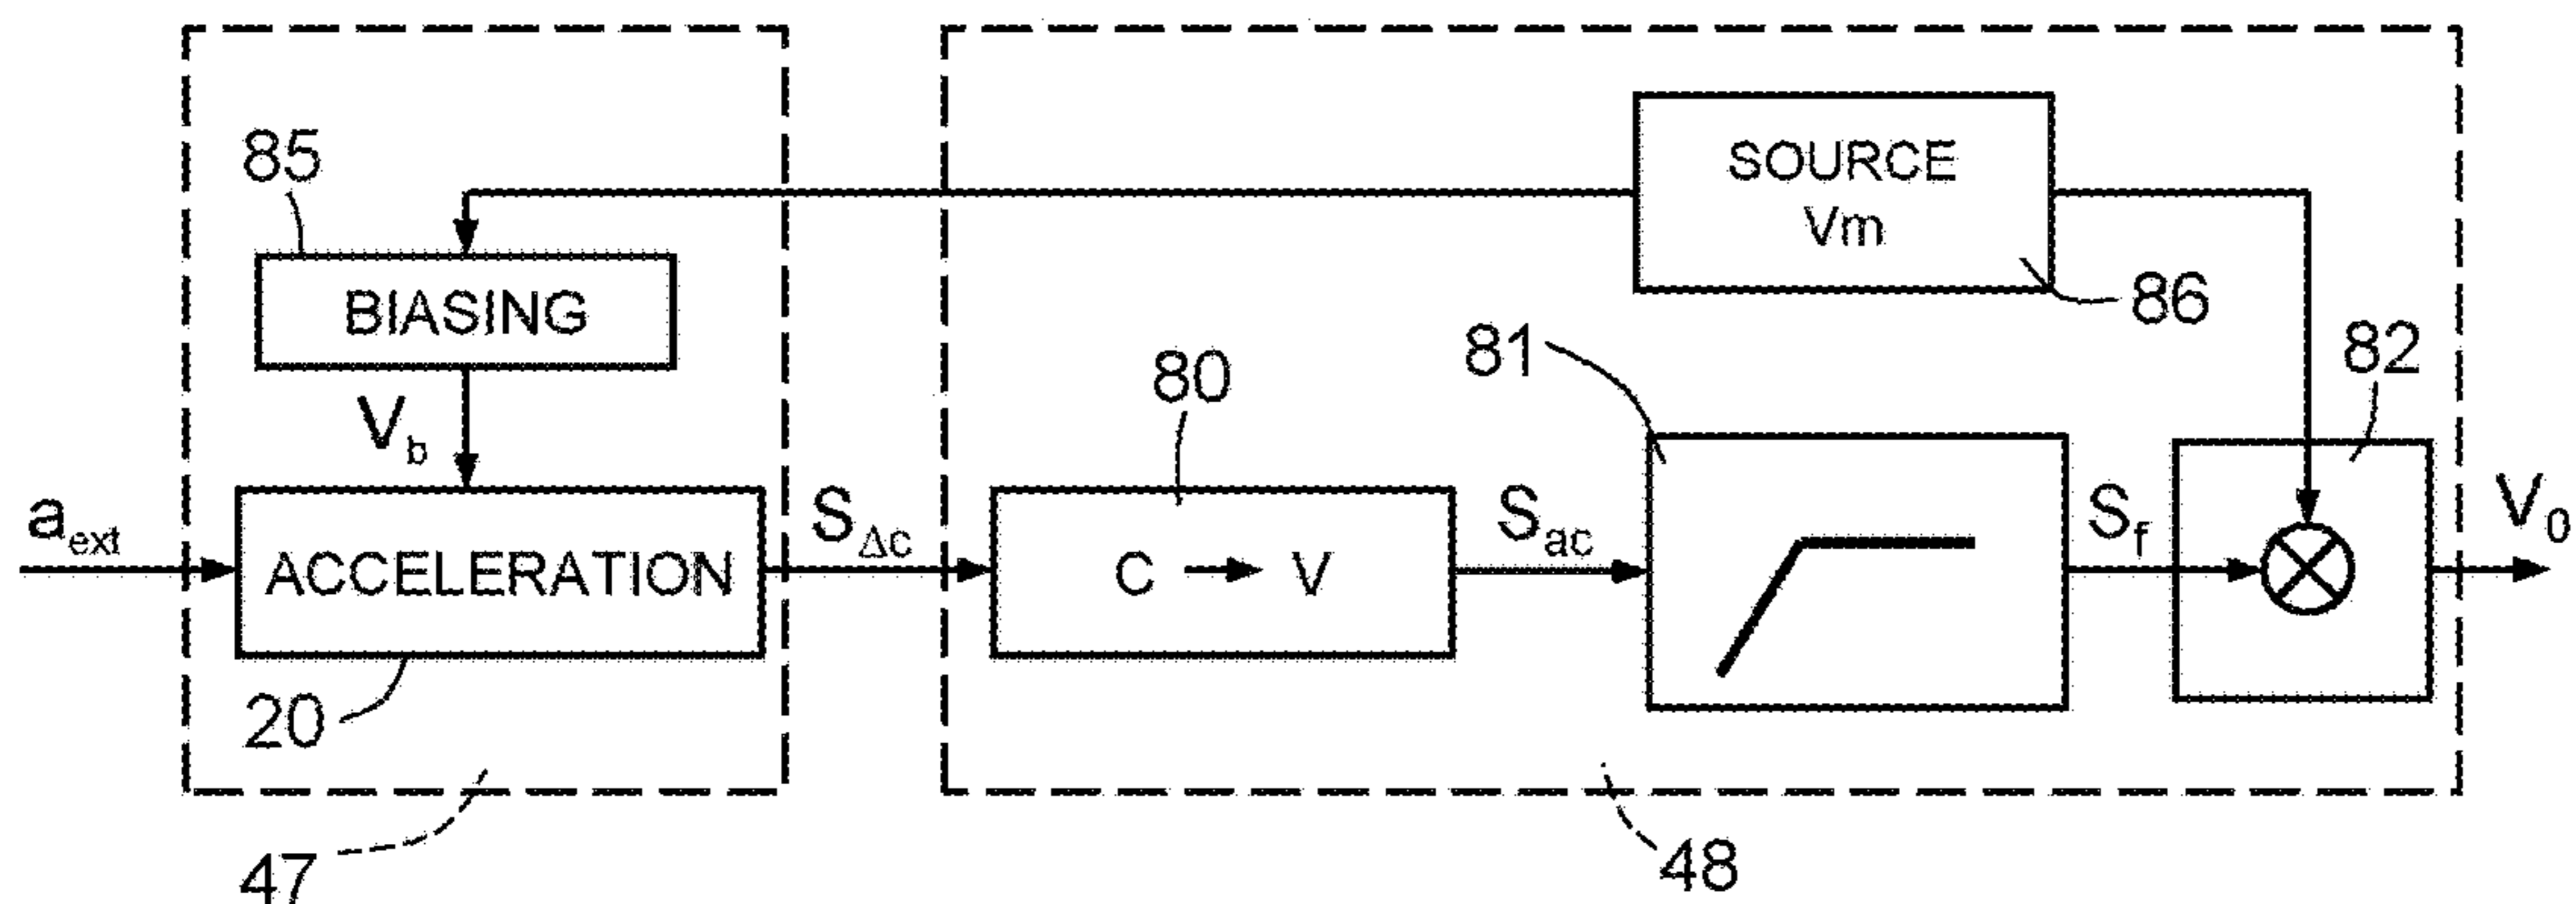 85
SOURCE
Vm
86
BIASING
81
82
80
V_b
a_ext
ACCELERATION
S_Δc
C → V
S_ac
S_f
V_0
20
47
48